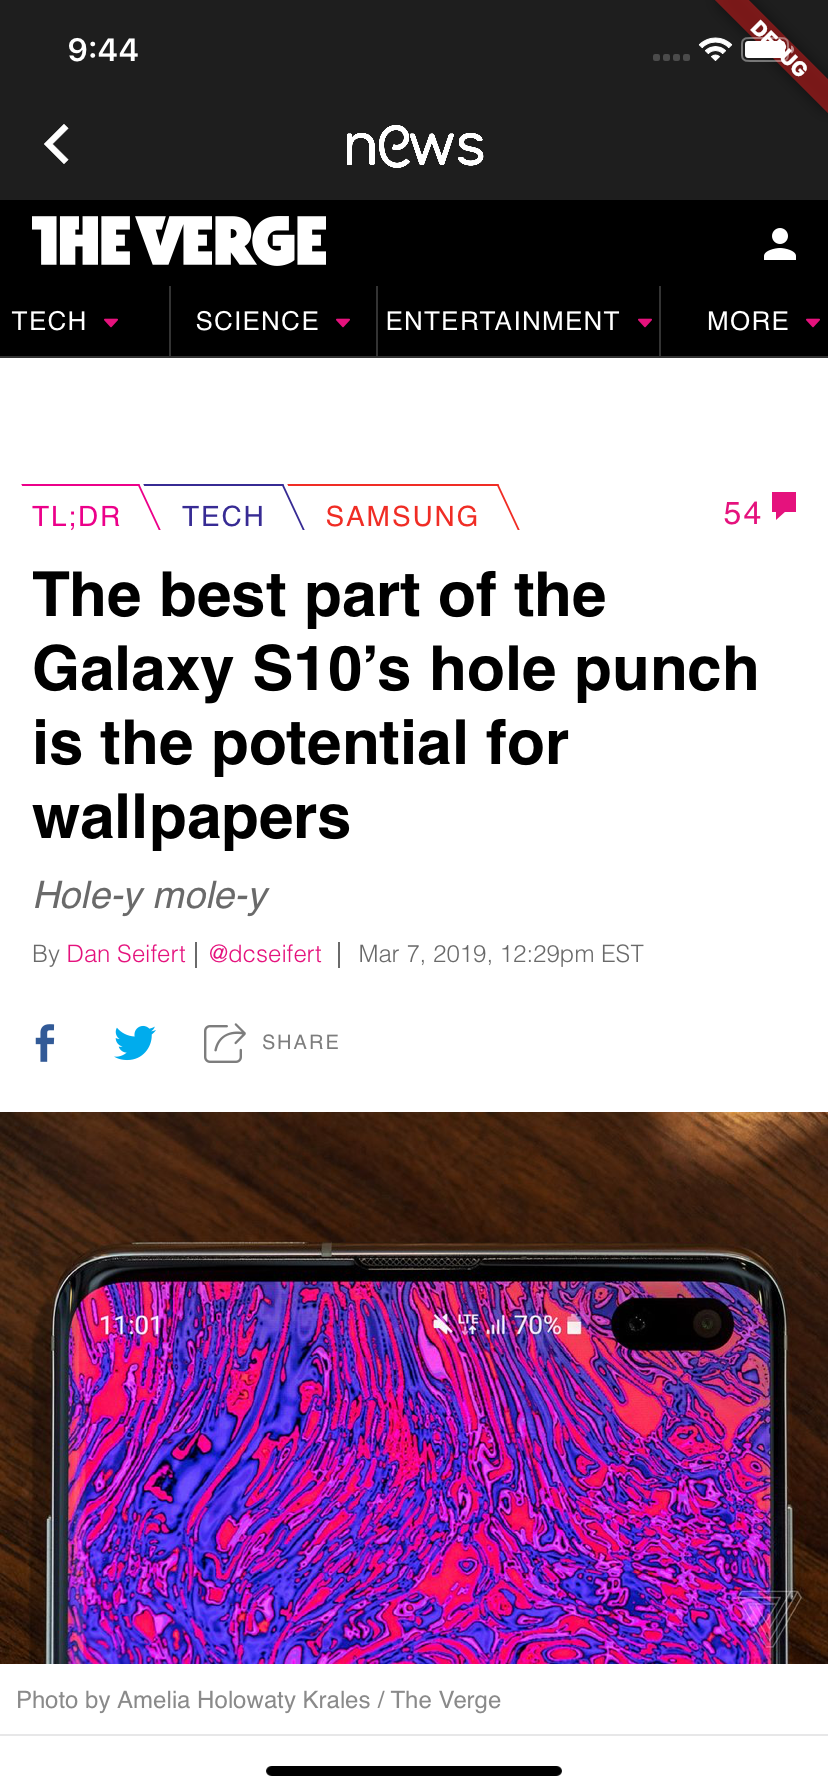 9:44
DEBUG
news
THE VERGE
TECH
SCIENCE
ENTERTAINMENT
MORE
TL;DR
TECH
SAMSUNG
54
The best part of the
Galaxy S10’s hole punch
is the potential for
wallpapers
Hole-y mole-y
By Dan Seifert | @dcseifert | Mar 7, 2019, 12:29pm EST
f
SHARE
11:01
LTE
70%
Photo by Amelia Holowaty Krales / The Verge